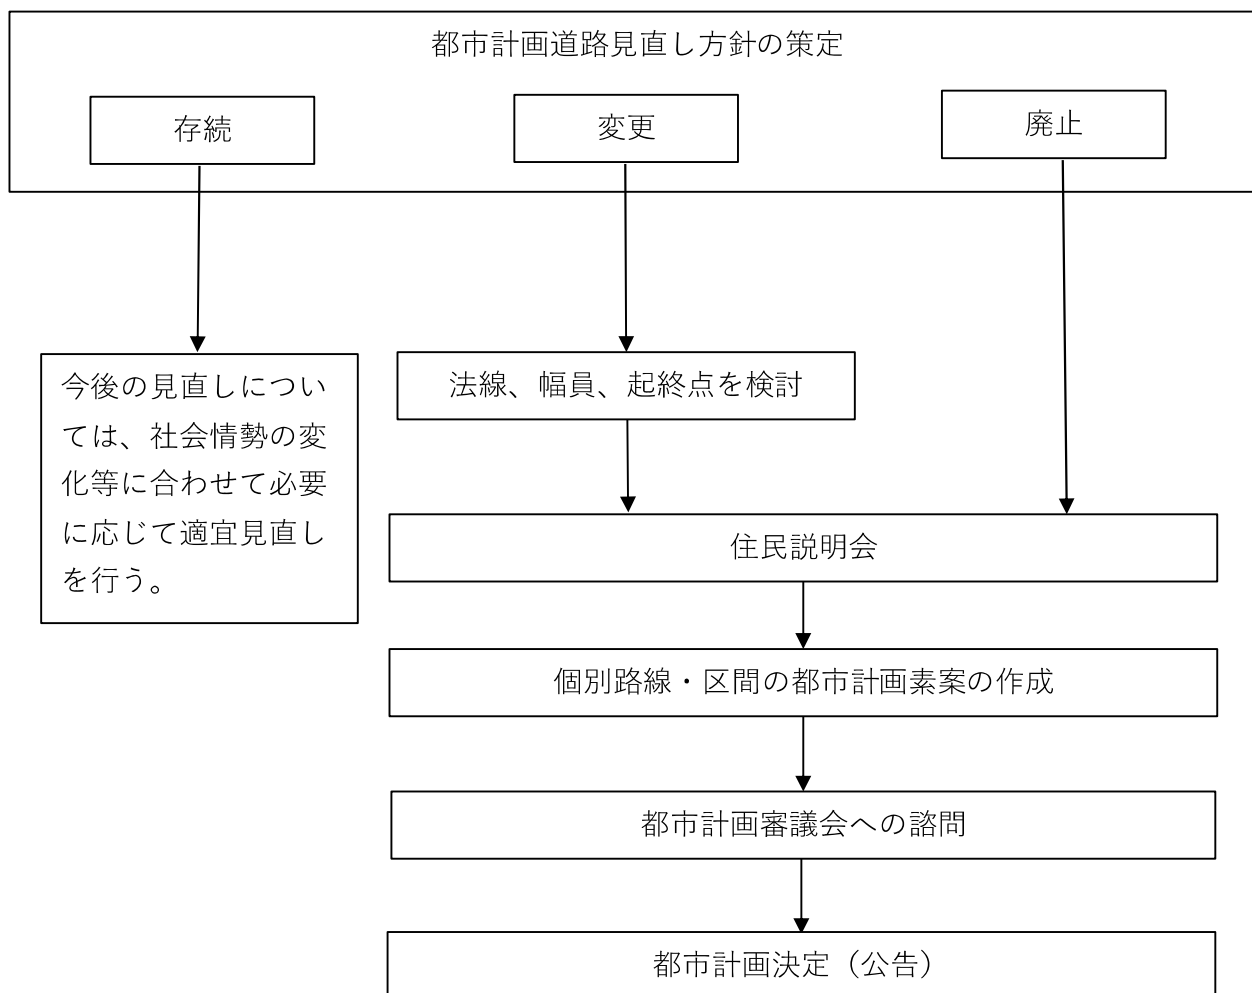 都市計画道路見直し方針の策定
存続
変更
廃止
今後の見直しについ
ては、社会情勢の変
化等に合わせて必要
に応じて適宜見直し
を行う。
法線、幅員、起終点を検討
住民説明会
個別路線・区間の都市計画素案の作成
都市計画審議会への諮問
都市計画決定（公告）